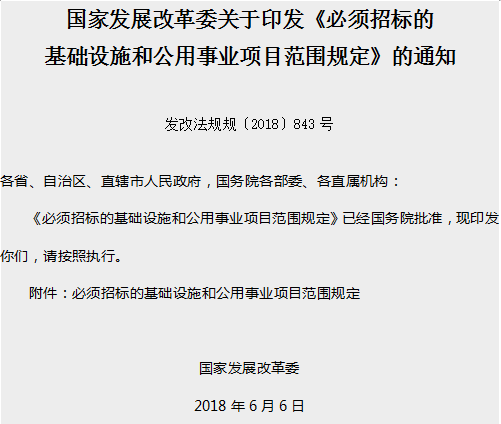 国家发展改革委关于印发《必须招标的
基础设施和公用事业项目范围规定》的通知
发改法规规〔2018〕843 号
各省、自治区、直辖市人民政府，国务院各部委、各直属机构：
《必须招标的基础设施和公用事业项目范围规定》已经国务院批准，现印发
你们，请按照执行。
附件：必须招标的基础设施和公用事业项目范围规定
国家发展改革委
2018 年 6 月 6 日